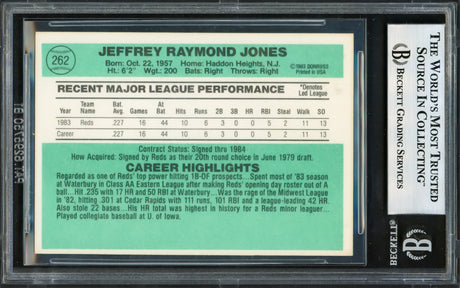 262
JEFFREY RAYMOND JONES
Born: Oct. 22, 1957 Home: Haddon Heights, N.J.
Ht.: 6'2" Wgt.: 200 Bats: Right Throws: Right
©1983 DONRUSS
Printed in USA
RECENT MAJOR LEAGUE PERFORMANCE
*Denotes
Led League
Year Team Name Bat. Avg. Games At Bat Hits Runs 2B 3B HR RBI Steal Walk SO
1983 Reds .227 16 44 10 6 3 0 0 5 2 11 13
Career .227 16 44 10 6 3 0 0 5 2 11 13
Contract Status: Signed thru 1984
How Acquired: Signed by Reds as their 20th round choice in June 1979 draft.
CAREER HIGHLIGHTS
Regarded as one of Reds' top power hitting 1B-OF prospects...Spent most of '83 season
at Waterbury in Class AA Eastern League after making Reds' opening day roster out of A
ball...Hit .235 with 17 HR and 50 RBI at Waterbury...Was the rage of the Midwest League
in '82, hitting .301 at Cedar Rapids with 111 runs, 101 RBI and a league-leading 42 HR.
Also stole 22 bases...His HR total was highest in history for a Reds minor leaguer...
Played collegiate baseball at U. of Iowa.
THE WORLD'S MOST TRUSTED
SOURCE IN COLLECTING™
BECKETT GRADING SERVICES
BECKETT
B